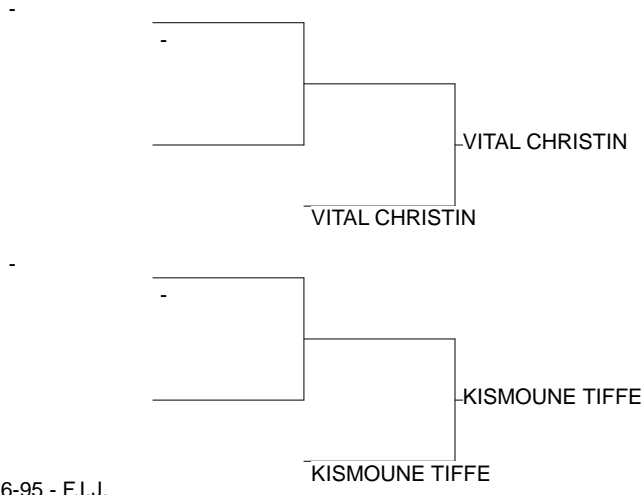 -
-
VITAL CHRISTIN
VITAL CHRISTIN
-
-
KISMOUNE TIFFE
KISMOUNE TIFFE
6-95 - F.I.J.